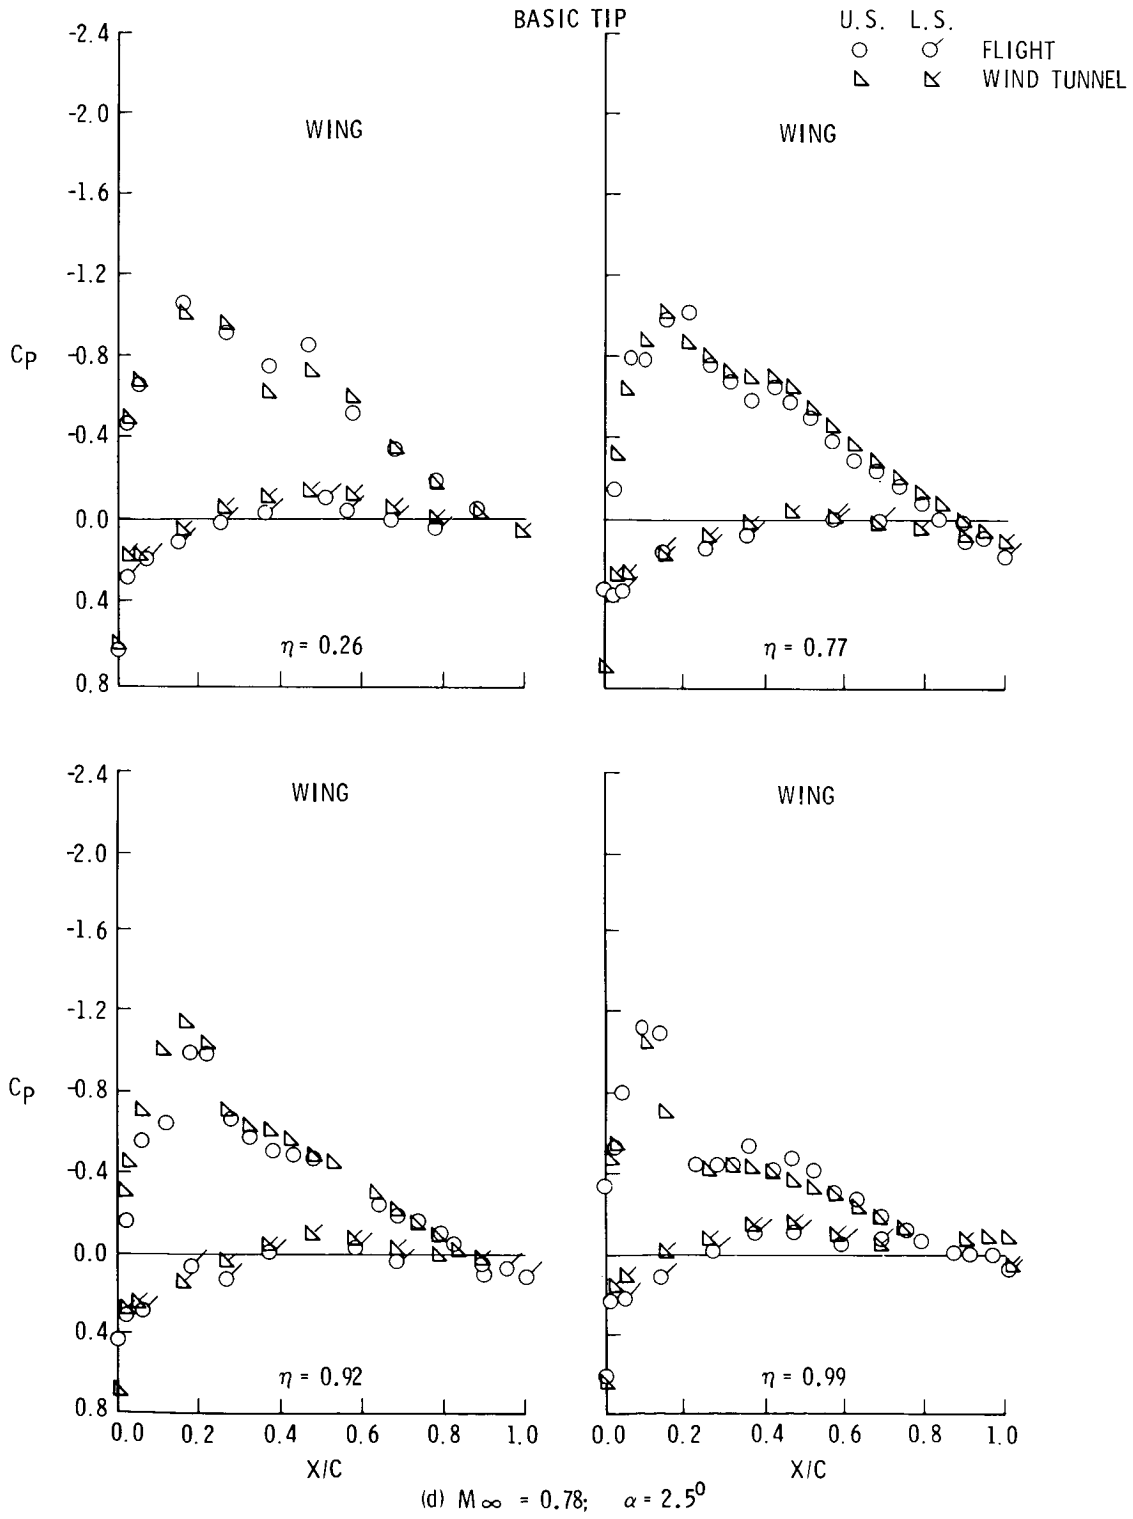 BASIC TIP
U.S. L.S.
FLIGHT
WIND TUNNEL
-2.4
-2.0
-1.6
-1.2
-0.8
-0.4
0.0
0.4
0.8
CP
WING
η = 0.26
WING
η = 0.77
-2.4
-2.0
-1.6
-1.2
-0.8
-0.4
0.0
0.4
0.8
CP
WING
η = 0.92
0.0 0.2 0.4 0.6 0.8 1.0
X/C
WING
η = 0.99
0.0 0.2 0.4 0.6 0.8 1.0
X/C
(d) M∞ = 0.78; α = 2.5⁰